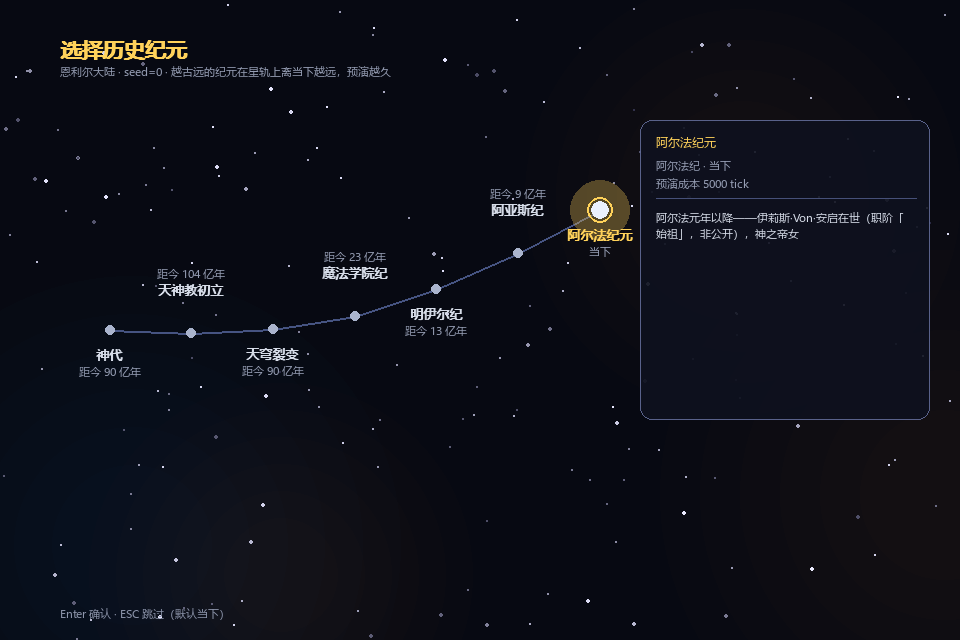 选择历史纪元
恩利尔大陆 · seed=0 · 越古远的纪元在星轨上离当下越远，预演越久
阿尔法纪元
阿尔法纪 · 当下
预演成本 5000 tick
阿尔法元年以降——伊莉斯·Von·安启在世（职阶「
始祖」，非公开），神之帝女
距今 9 亿年
阿亚斯纪
阿尔法纪元
当下
距今 23 亿年
魔法学院纪
距今 104 亿年
天神教初立
明伊尔纪
距今 13 亿年
神代
距今 90 亿年
天穹裂变
距今 90 亿年
Enter 确认 · ESC 跳过（默认当下）